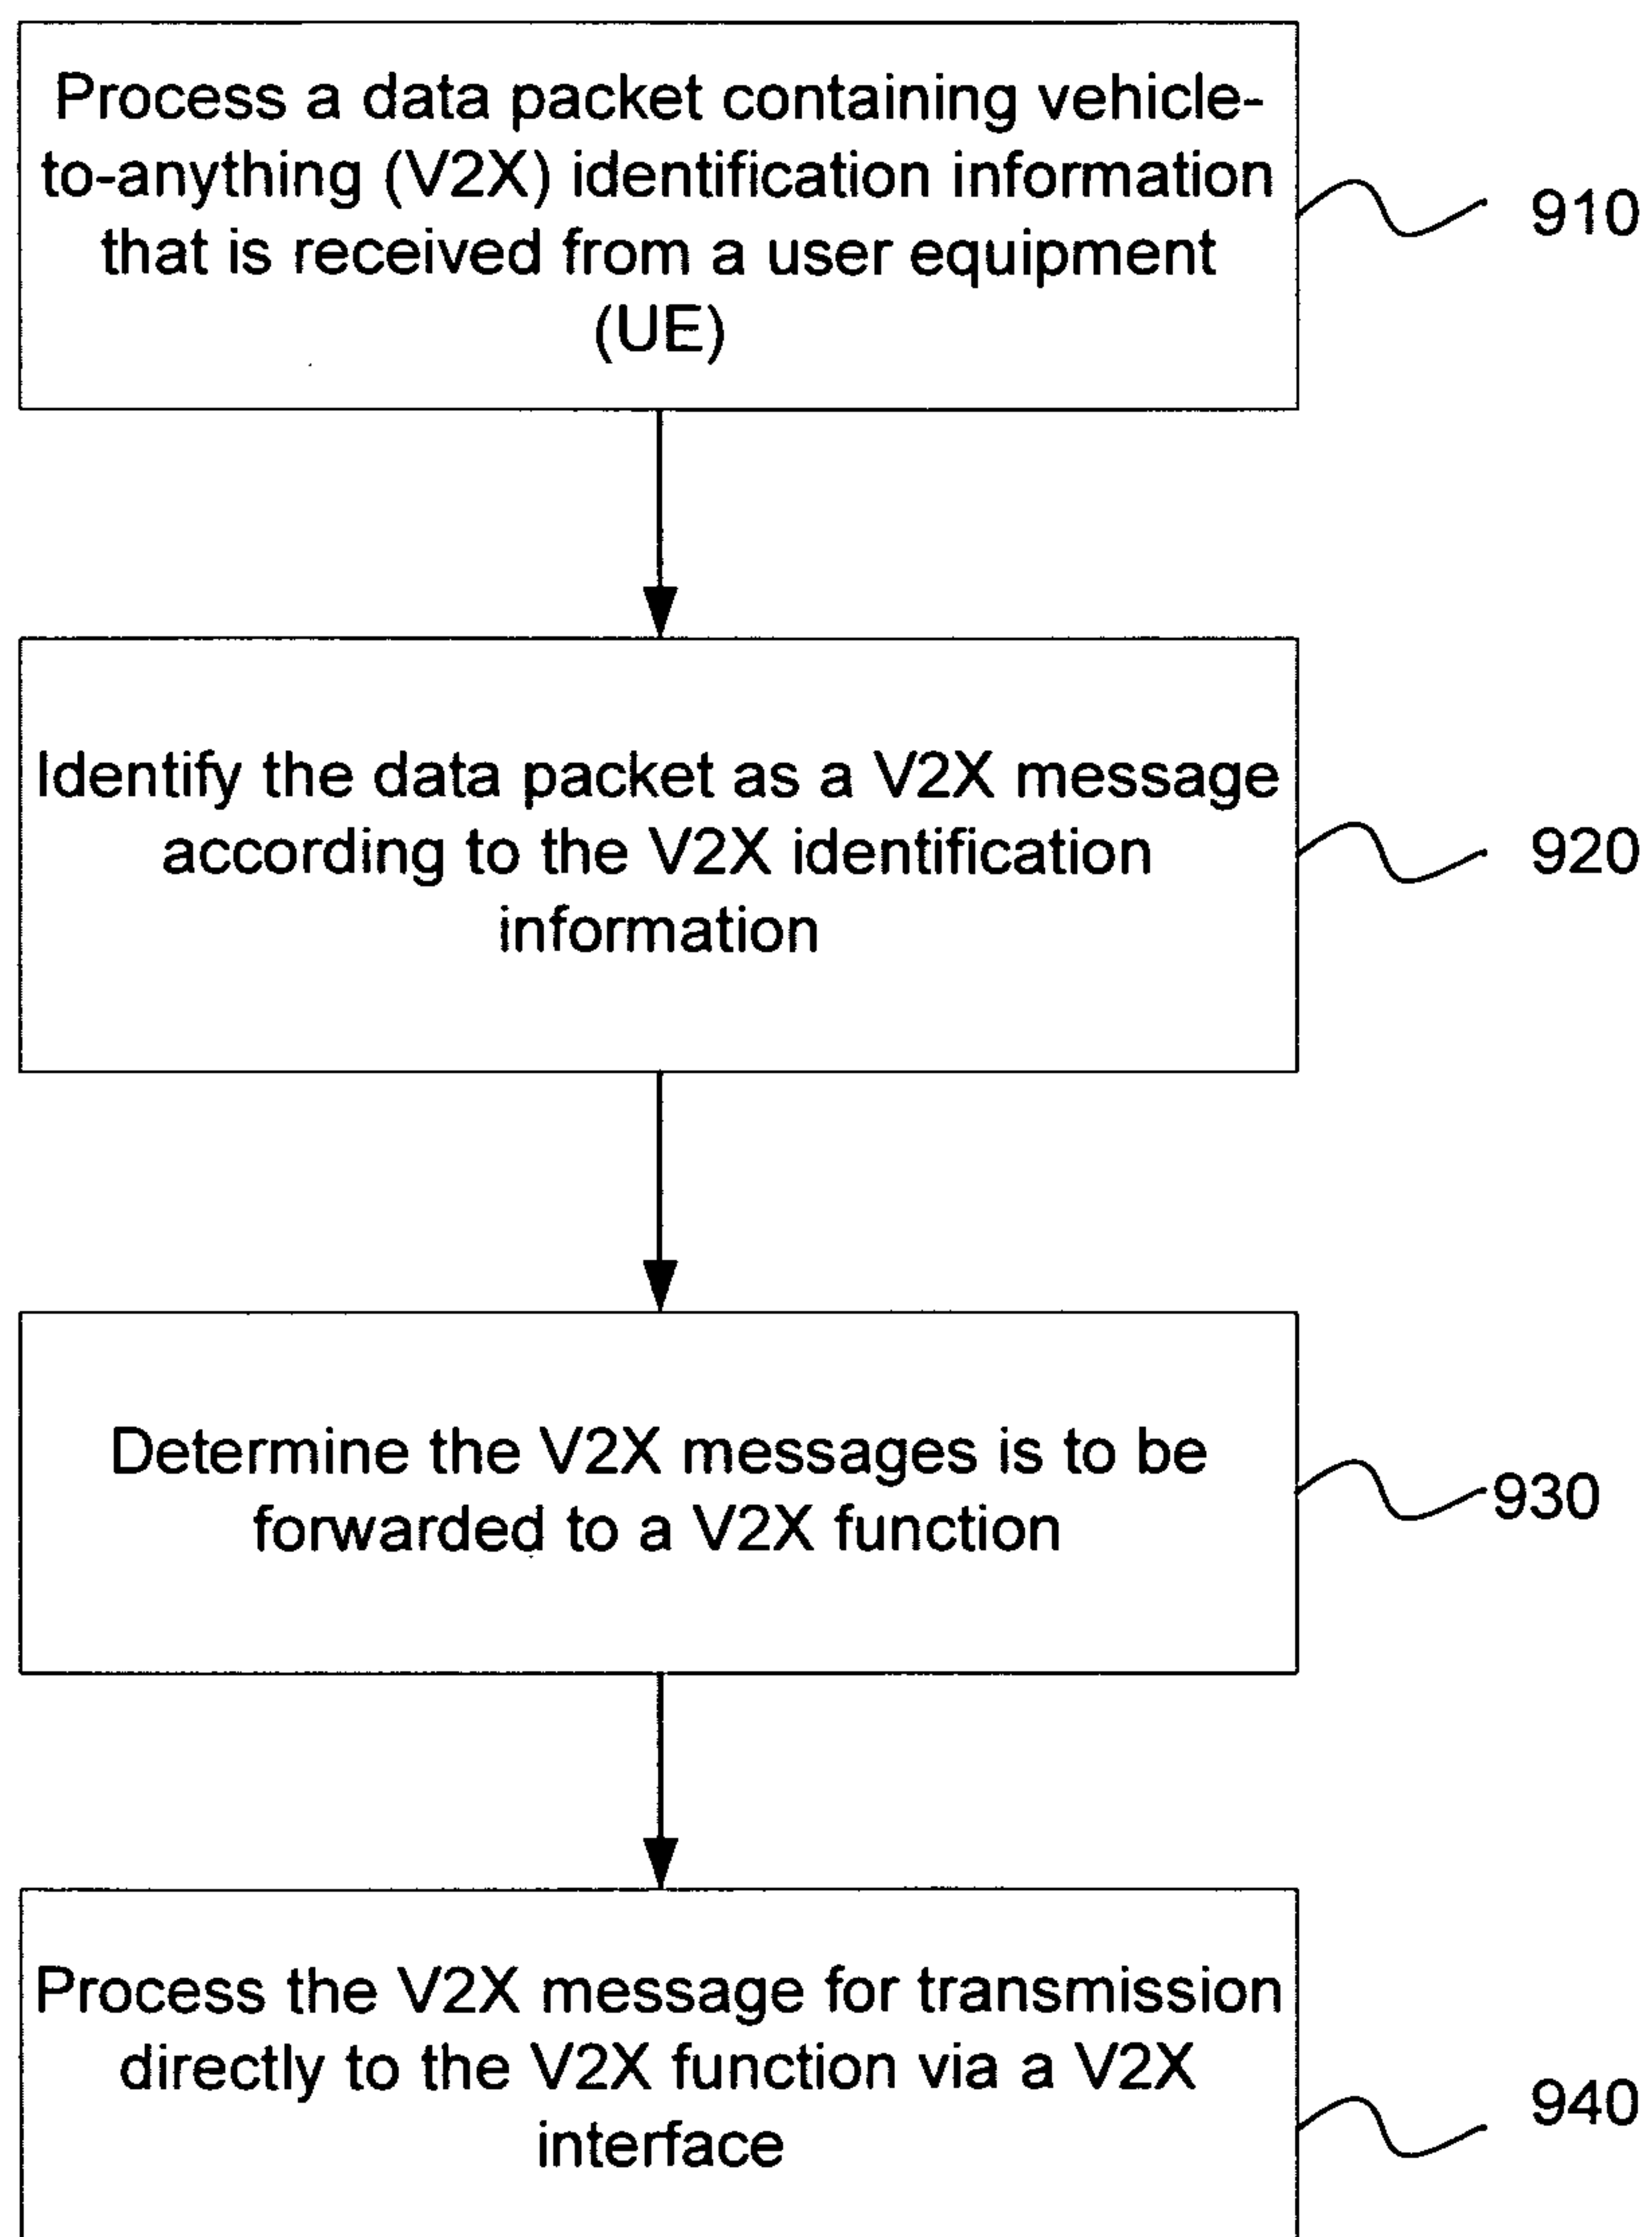 Process a data packet containing vehicle-
to-anything (V2X) identification information
that is received from a user equipment
(UE)
910
Identify the data packet as a V2X message
according to the V2X identification
information
920
Determine the V2X messages is to be
forwarded to a V2X function
930
Process the V2X message for transmission
directly to the V2X function via a V2X
interface
940